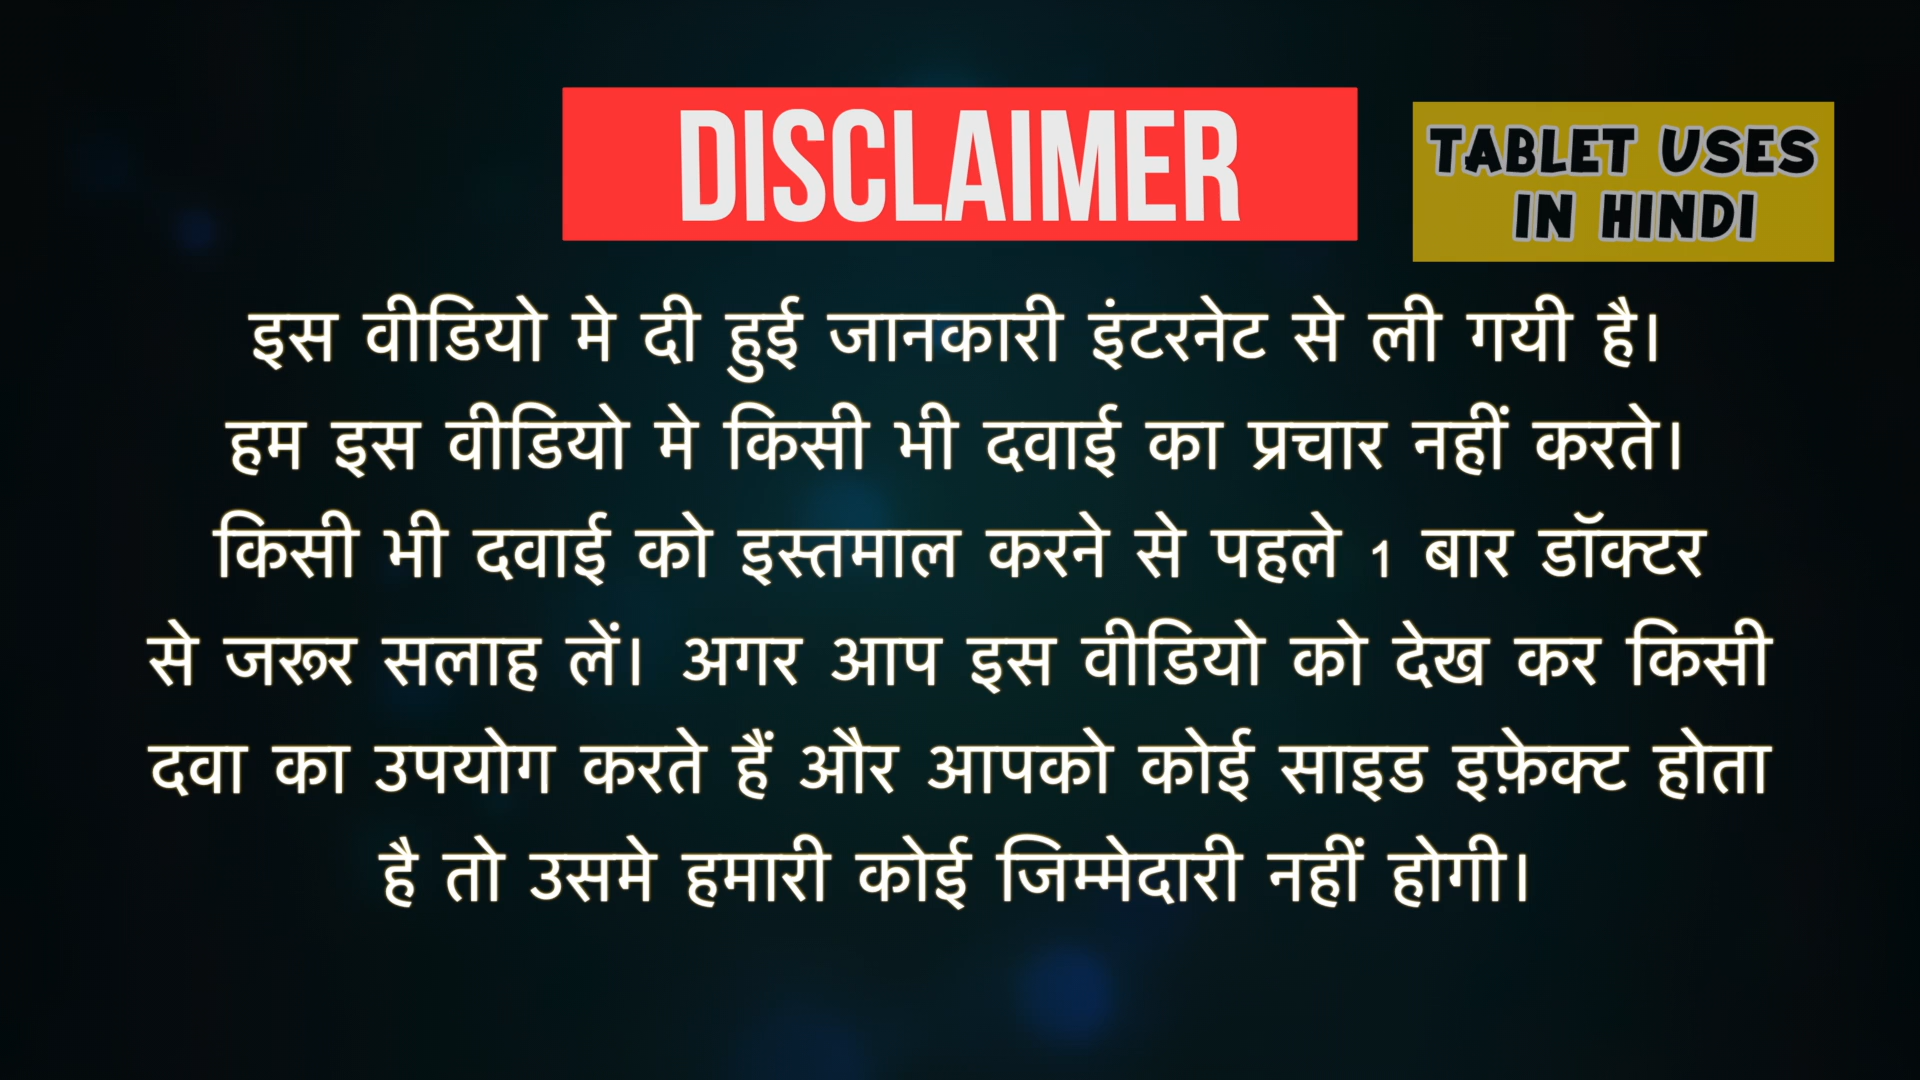 DISCLAIMER
TABLET USES
IN HINDI
इस वीडियो मे दी हुई जानकारी इंटरनेट से ली गयी है।
हम इस वीडियो मे किसी भी दवाई का प्रचार नहीं करते।
किसी भी दवाई को इस्तमाल करने से पहले 1 बार डॉक्टर
से जरूर सलाह लें। अगर आप इस वीडियो को देख कर किसी
दवा का उपयोग करते हैं और आपको कोई साइड इफ़ेक्ट होता
है तो उसमे हमारी कोई जिम्मेदारी नहीं होगी।